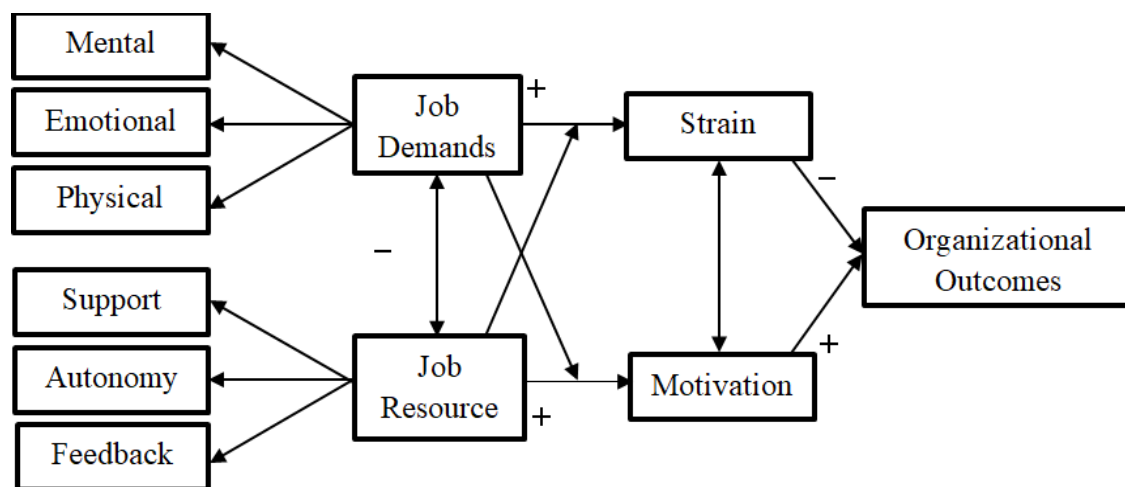 Mental
Emotional
Physical
Support
Autonomy
Feedback
Job
Demands
+
−
Job
Resource
+
Strain
−
Motivation
+
Organizational
Outcomes